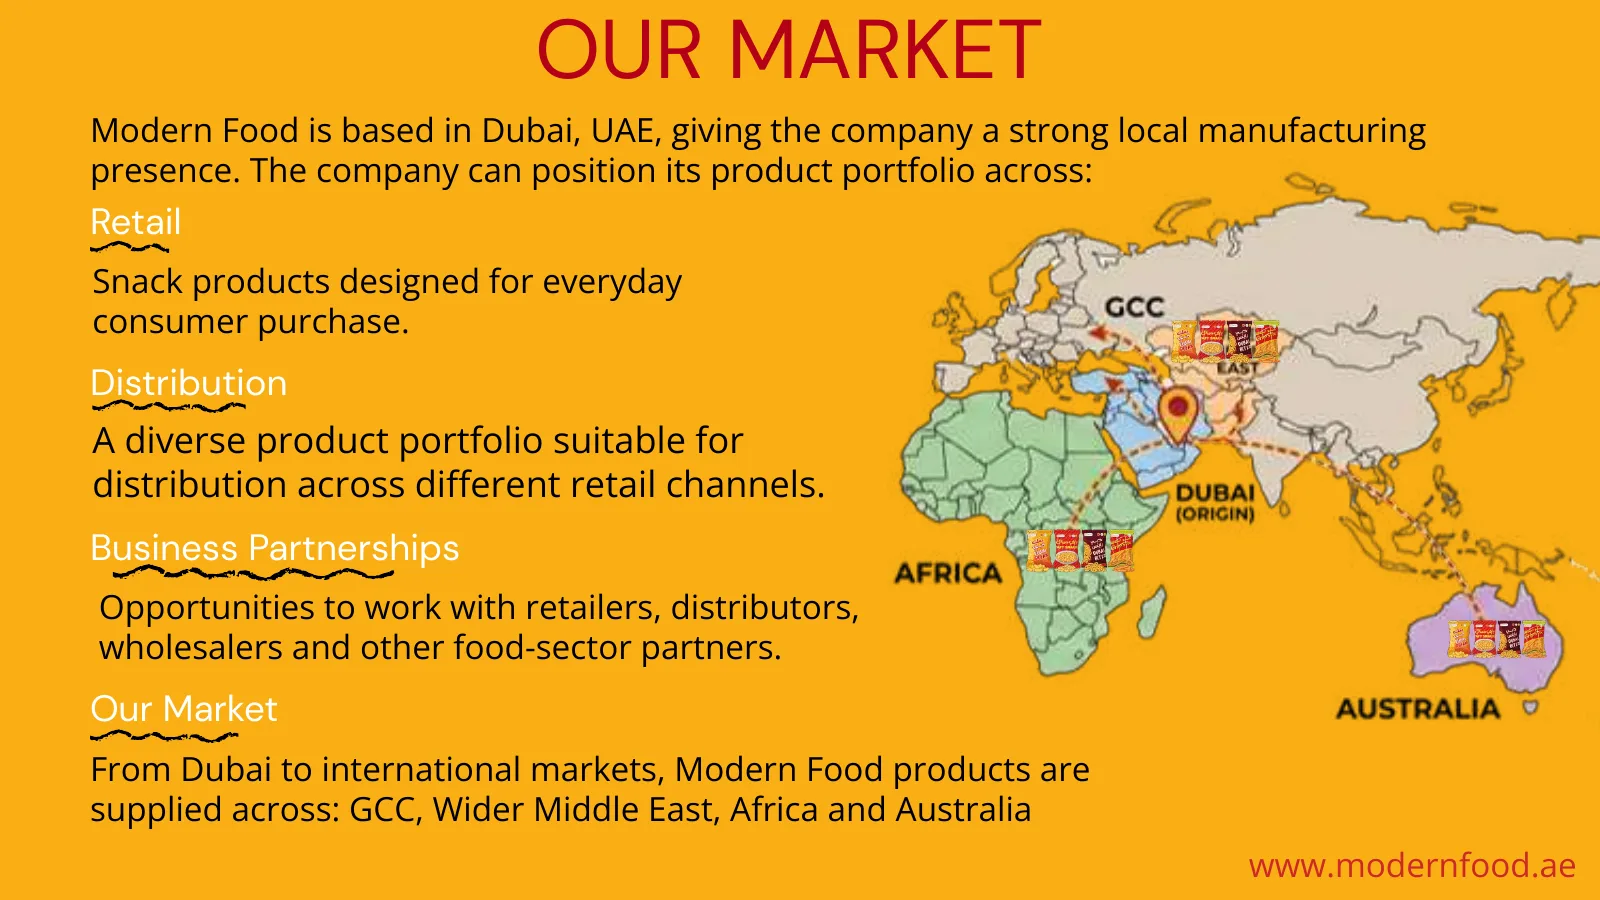 OUR MARKET
Modern Food is based in Dubai, UAE, giving the company a strong local manufacturing
presence. The company can position its product portfolio across:
Retail
Snack products designed for everyday
consumer purchase.
Distribution
A diverse product portfolio suitable for
distribution across different retail channels.
Business Partnerships
Opportunities to work with retailers, distributors,
wholesalers and other food-sector partners.
Our Market
From Dubai to international markets, Modern Food products are
supplied across: GCC, Wider Middle East, Africa and Australia
GCC
EAST
DUBAI
(ORIGIN)
AFRICA
AUSTRALIA
www.modernfood.ae